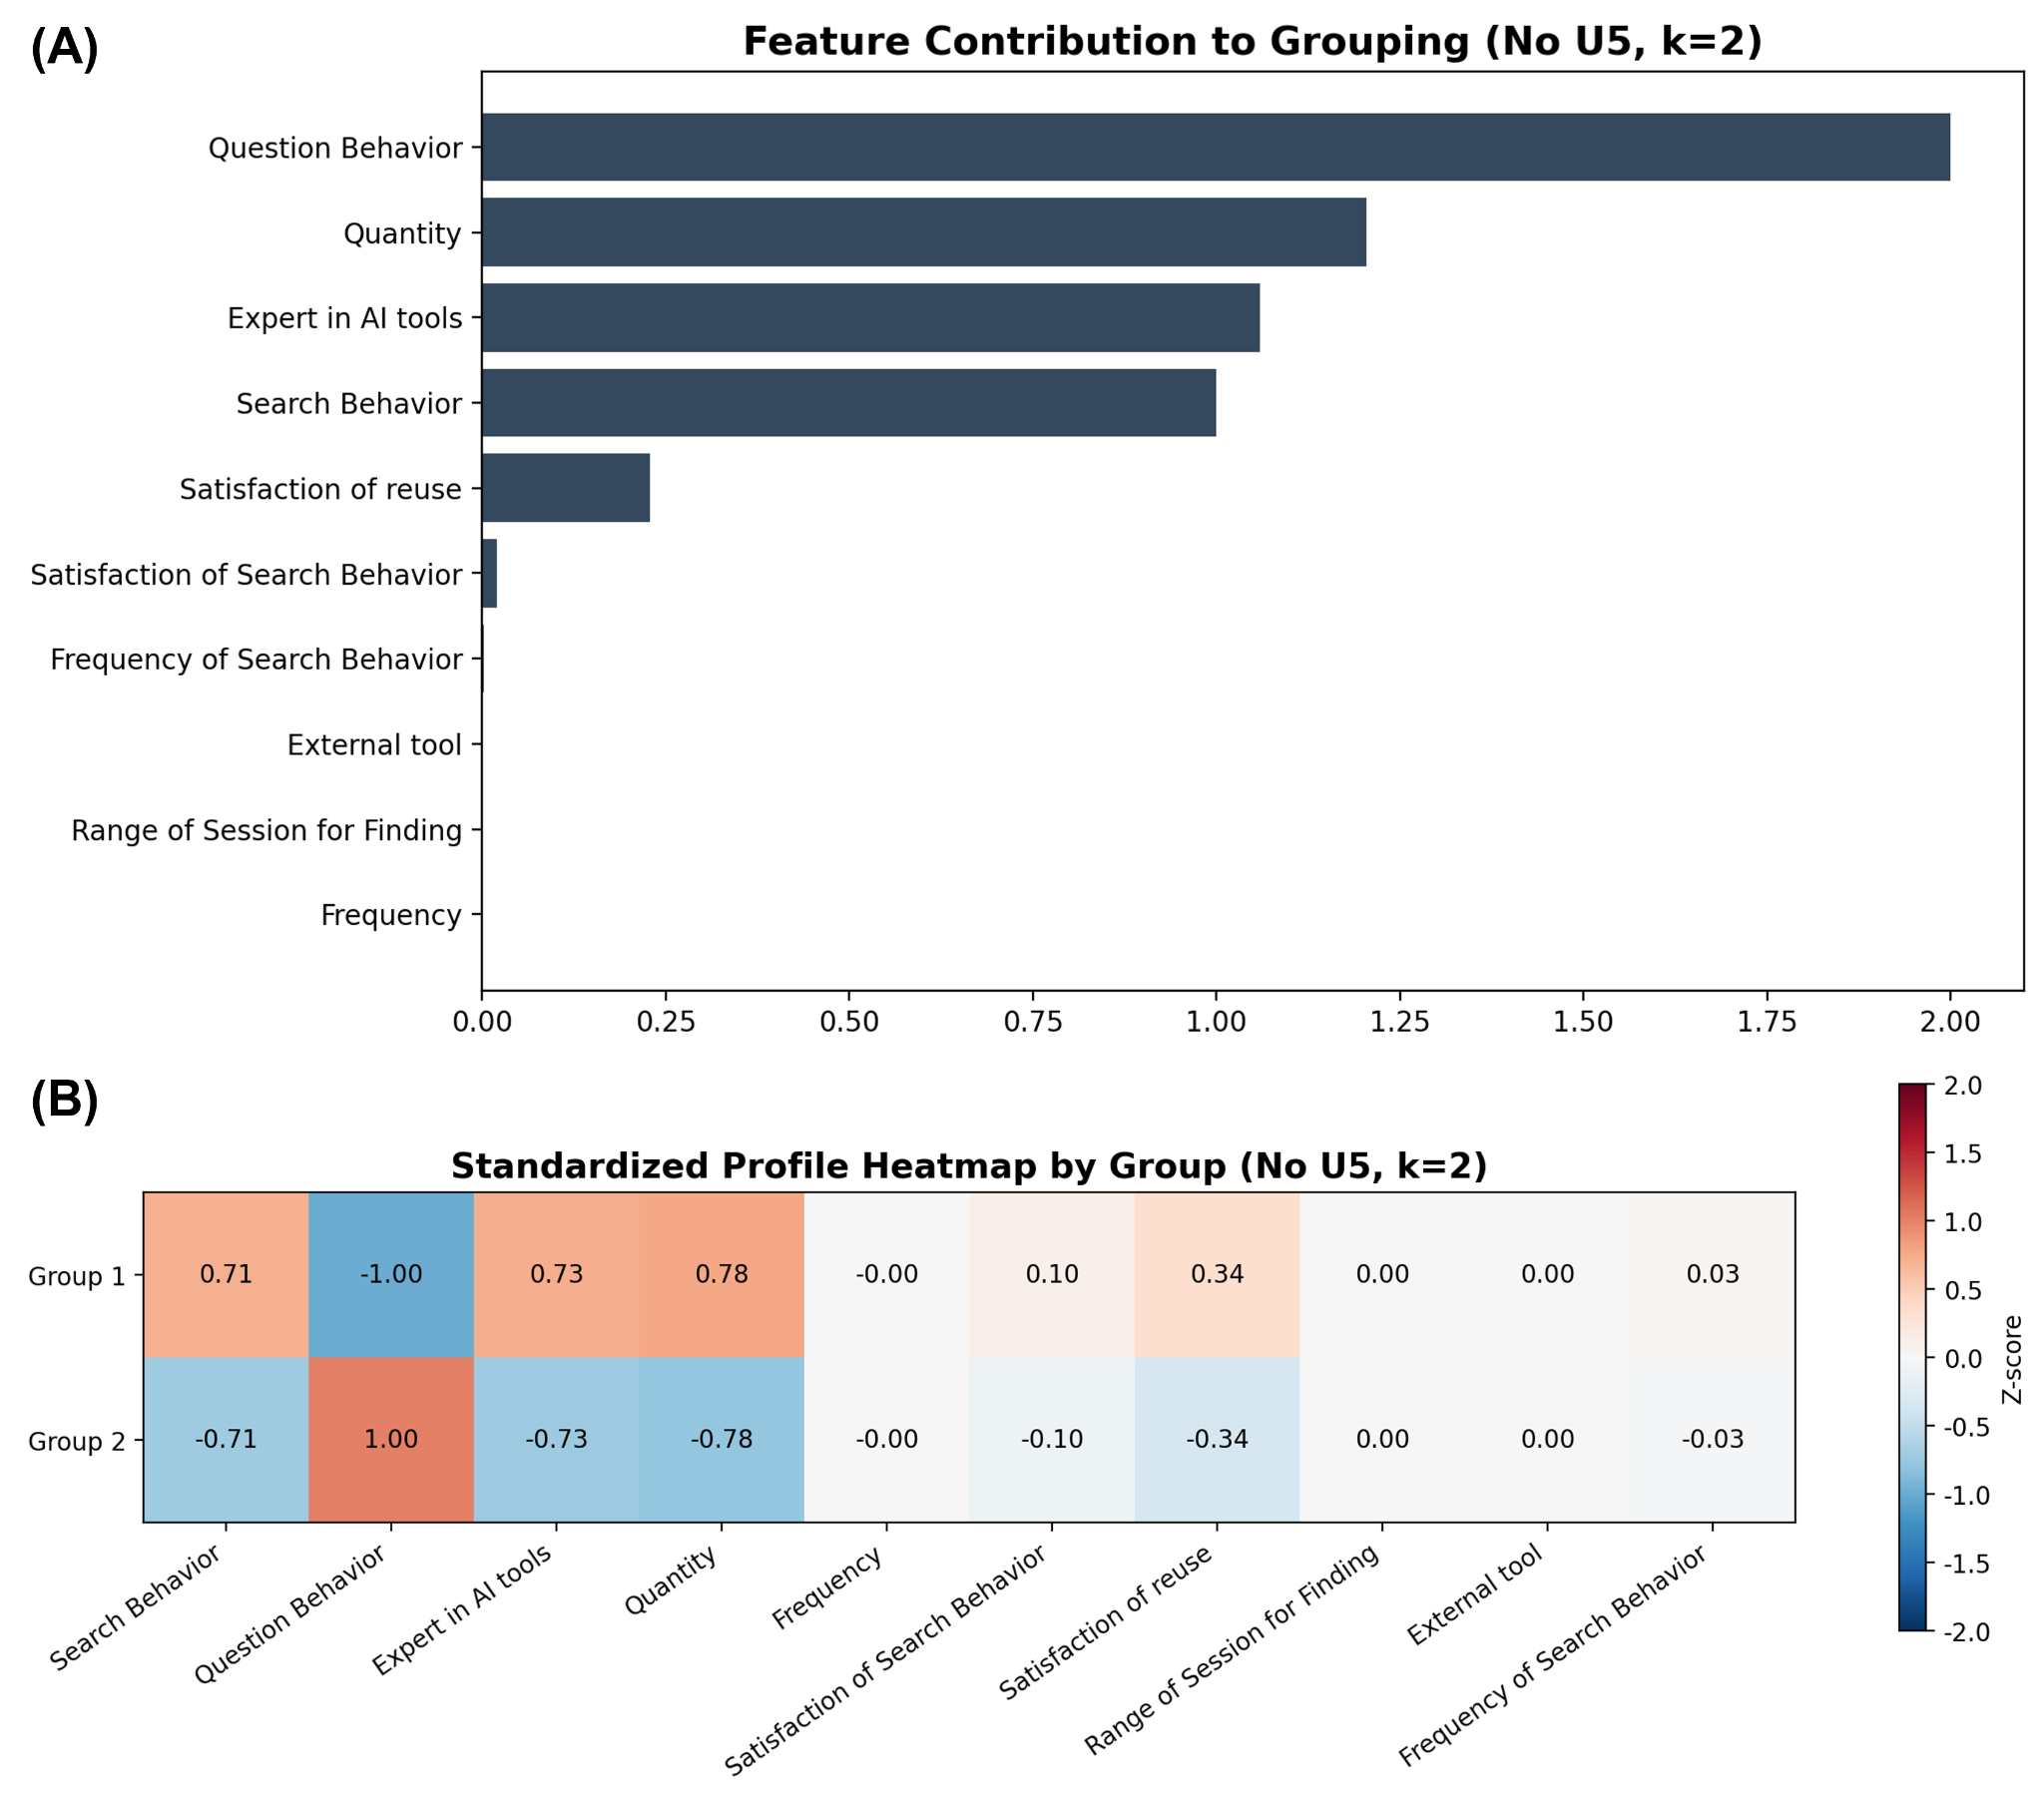 (A)
Feature Contribution to Grouping (No U5, k=2)
Question Behavior
Quantity
Expert in AI tools
Search Behavior
Satisfaction of reuse
Satisfaction of Search Behavior
Frequency of Search Behavior
External tool
Range of Session for Finding
Frequency
0.00 0.25 0.50 0.75 1.00 1.25 1.50 1.75 2.00
(B)
Standardized Profile Heatmap by Group (No U5, k=2)
Group 1 0.71 -1.00 0.73 0.78 -0.00 0.10 0.34 0.00 0.00 0.03
Group 2 -0.71 1.00 -0.73 -0.78 -0.00 -0.10 -0.34 0.00 0.00 -0.03
Search Behavior
Question Behavior
Expert in AI tools
Quantity
Frequency
Satisfaction of Search Behavior
Satisfaction of reuse
Range of Session for Finding
External tool
Frequency of Search Behavior
2.0
1.5
1.0
0.5
0.0
-0.5
-1.0
-1.5
-2.0
Z-score